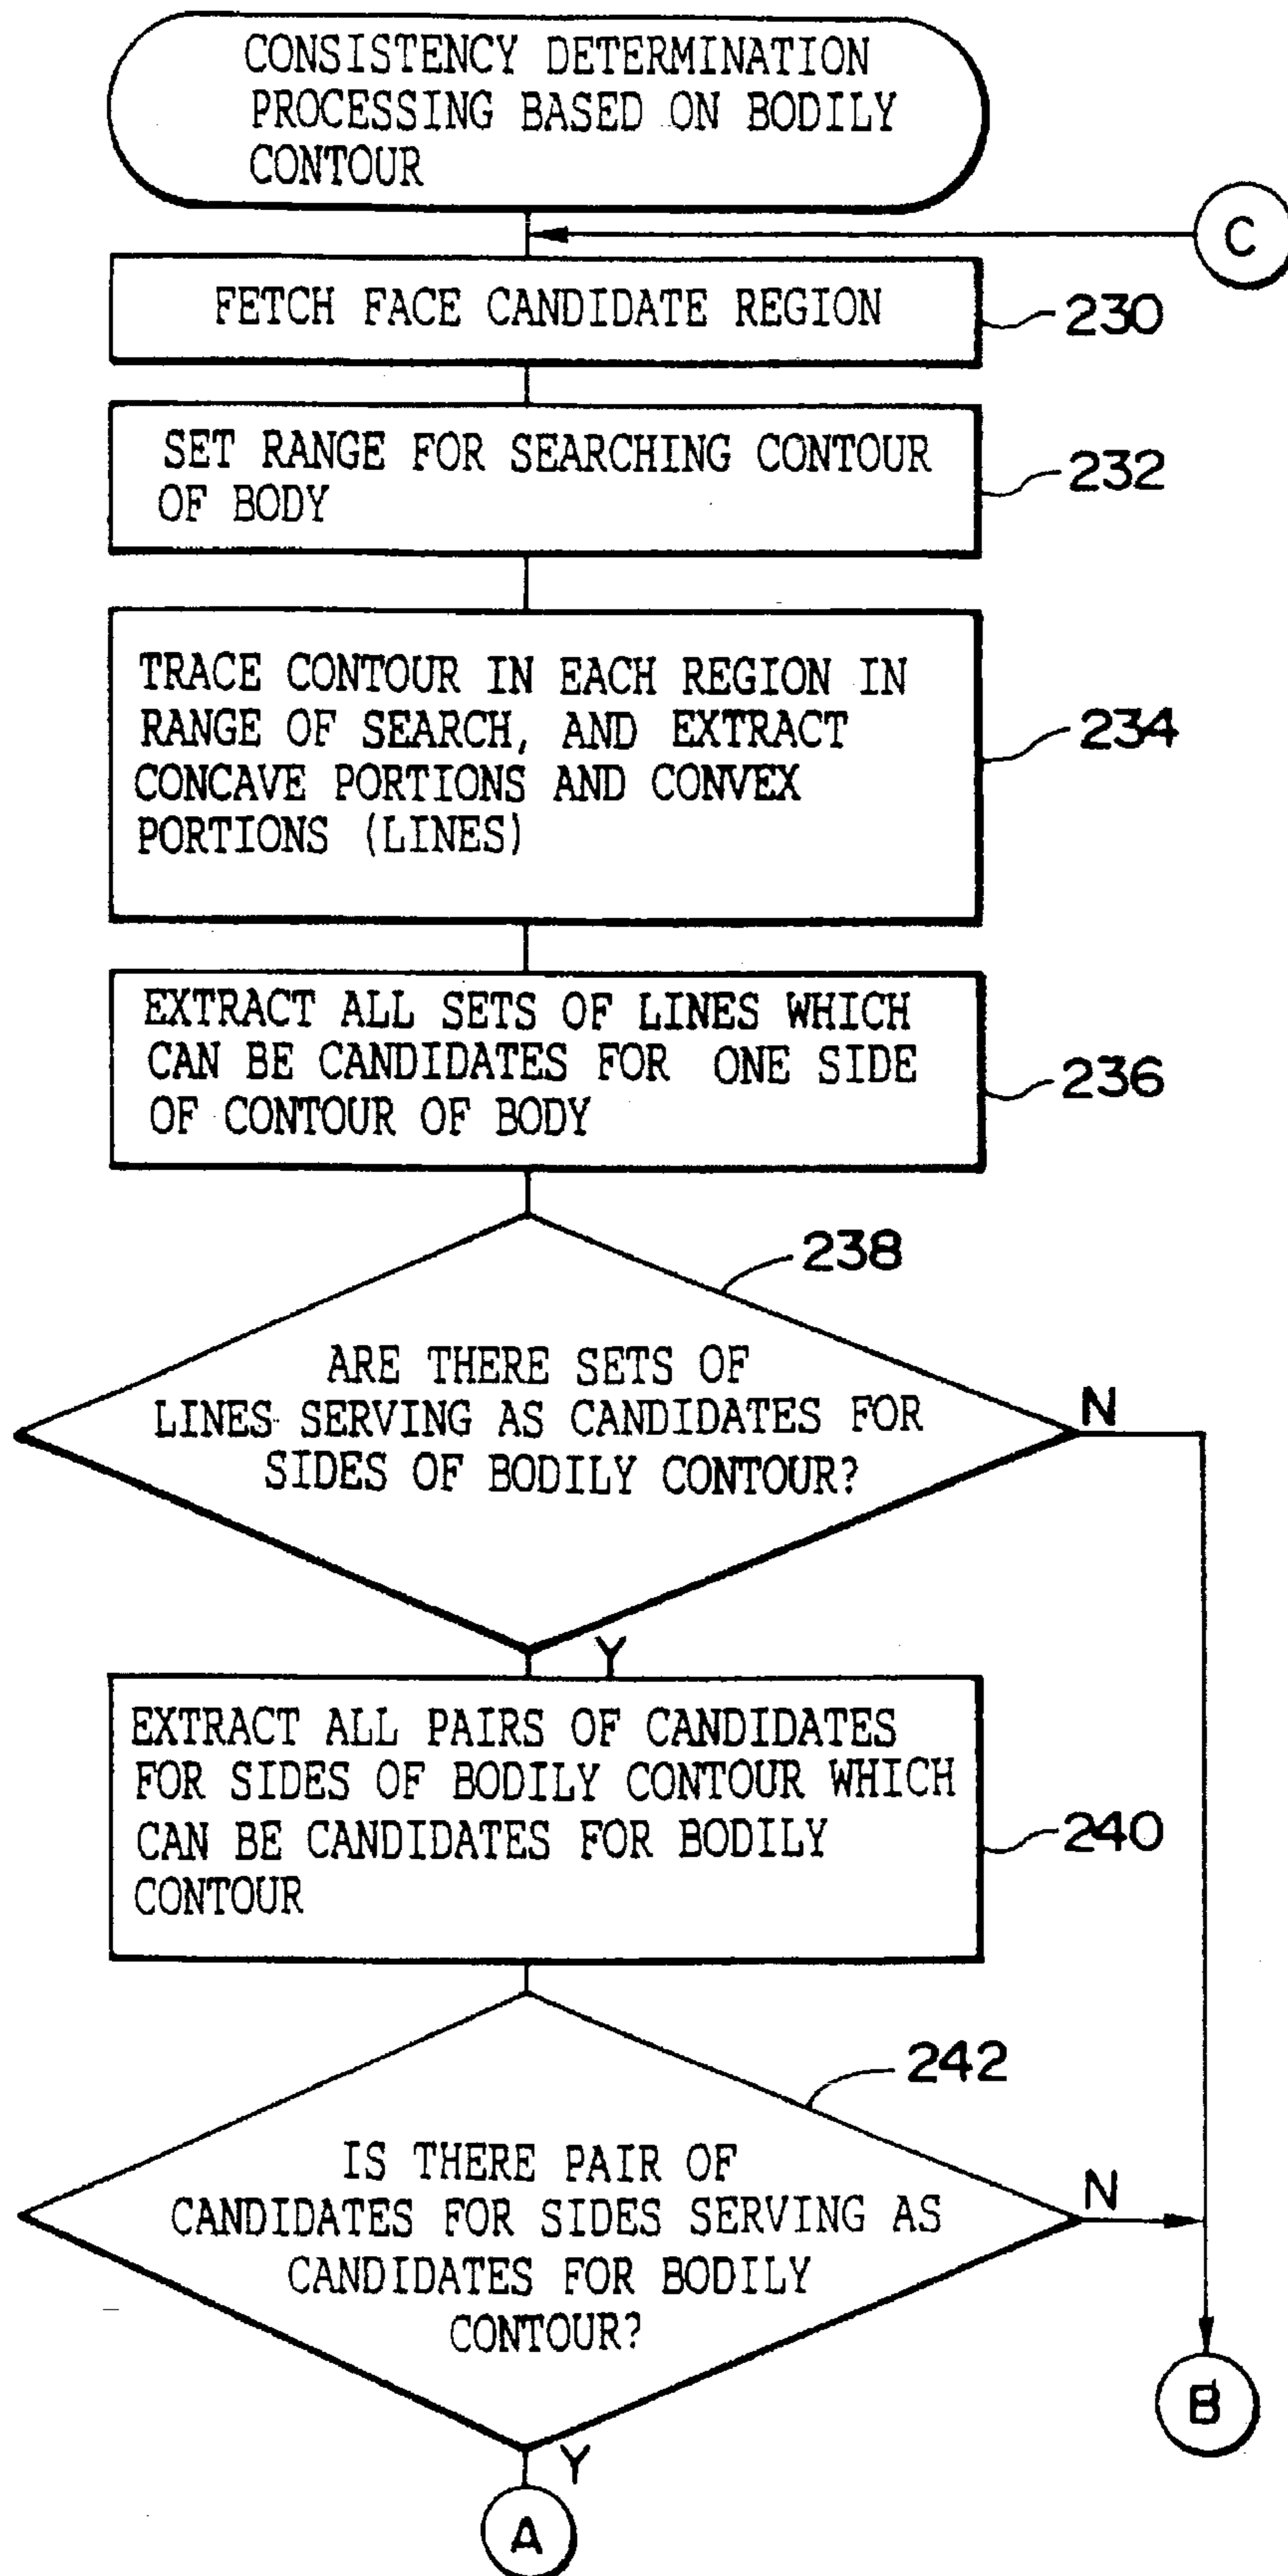 CONSISTENCY DETERMINATION
PROCESSING BASED ON BODILY
CONTOUR
C
FETCH FACE CANDIDATE REGION
230
SET RANGE FOR SEARCHING CONTOUR
OF BODY
232
TRACE CONTOUR IN EACH REGION IN
RANGE OF SEARCH, AND EXTRACT
CONCAVE PORTIONS AND CONVEX
PORTIONS (LINES)
234
EXTRACT ALL SETS OF LINES WHICH
CAN BE CANDIDATES FOR ONE SIDE
OF CONTOUR OF BODY
236
238
ARE THERE SETS OF
LINES SERVING AS CANDIDATES FOR
SIDES OF BODILY CONTOUR?
N
Y
EXTRACT ALL PAIRS OF CANDIDATES
FOR SIDES OF BODILY CONTOUR WHICH
CAN BE CANDIDATES FOR BODILY
CONTOUR
240
242
IS THERE PAIR OF
CANDIDATES FOR SIDES SERVING AS
CANDIDATES FOR BODILY
CONTOUR?
N
B
Y
A